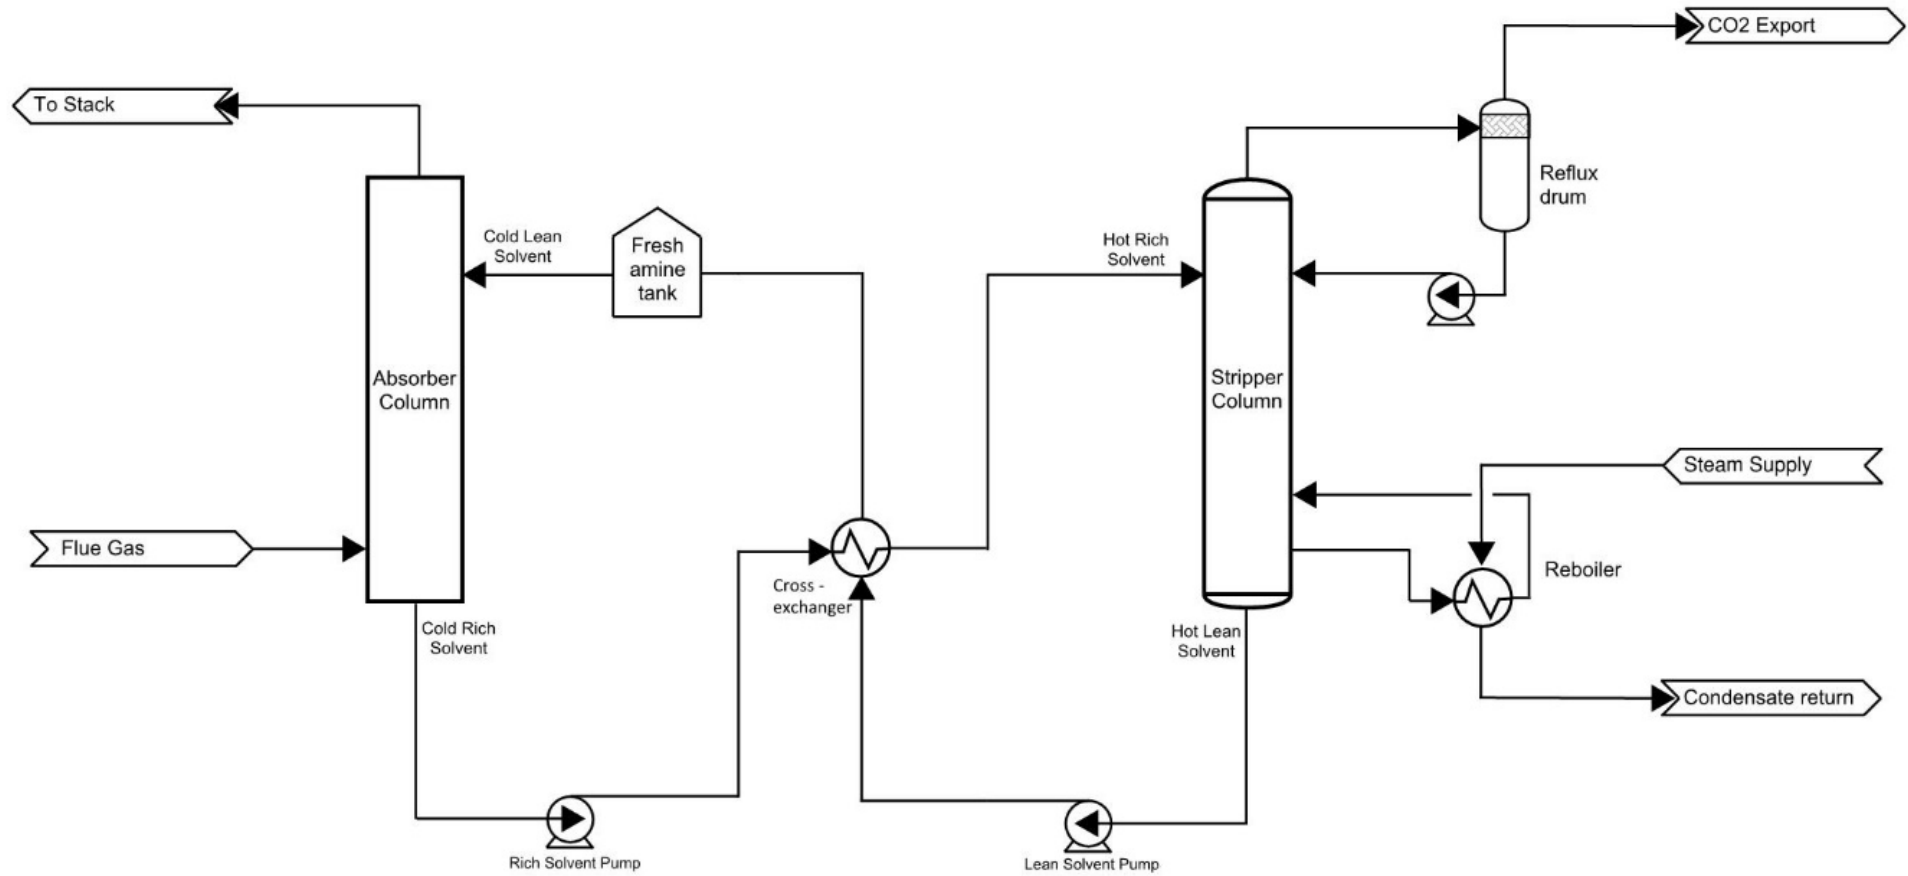 CO2 Export
To Stack
Reflux
drum
Cold Lean
Solvent
Fresh
amine
tank
Hot Rich
Solvent
Absorber
Column
Stripper
Column
Steam Supply
Flue Gas
Cross -
exchanger
Reboiler
Cold Rich
Solvent
Hot Lean
Solvent
Condensate return
Rich Solvent Pump
Lean Solvent Pump